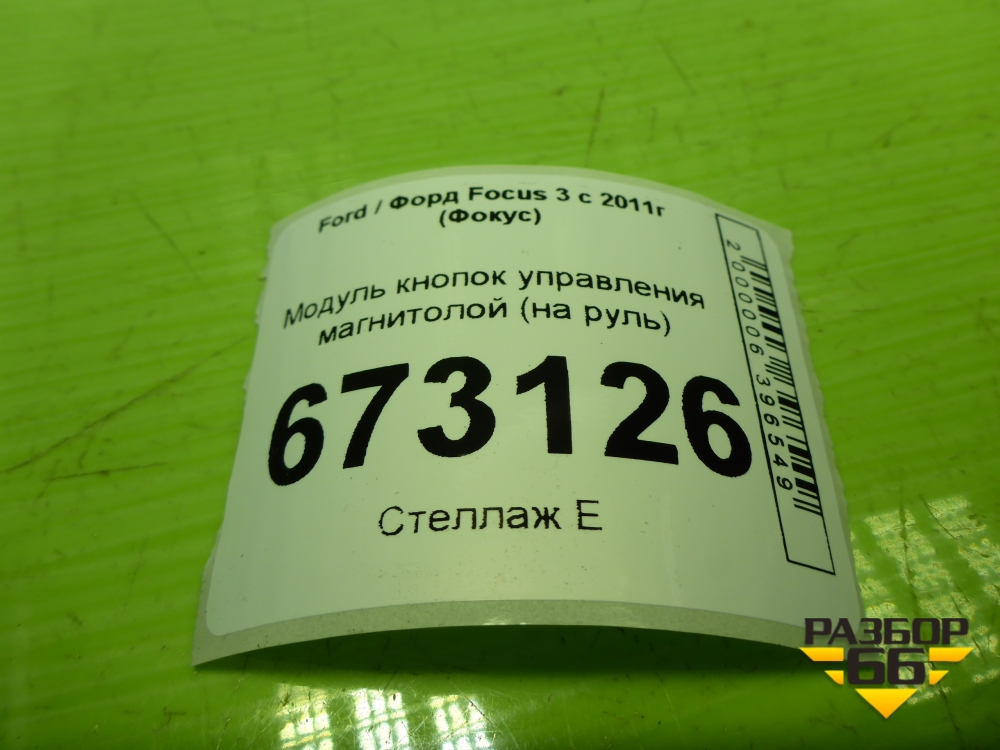 Ford / Форд Focus 3 с 2011г
(Фокус)
Модуль кнопок управления
магнитолой (на руль)
673126
Стеллаж Е
2000006396549
РАЗБОР
66